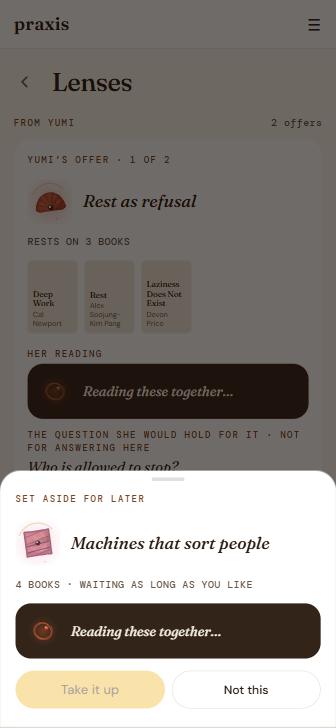 praxis
Lenses
FROM YUMI
2 offers
YUMI'S OFFER · 1 OF 2
Rest as refusal
RESTS ON 3 BOOKS
Deep
Work
Cal
Newport
Rest
Alex
Soojung-
Kim Pang
Laziness
Does Not
Exist
Devon
Price
HER READING
Reading these together…
THE QUESTION SHE WOULD HOLD FOR IT · NOT
FOR ANSWERING HERE
Who is allowed to stop?
SET ASIDE FOR LATER
Machines that sort people
4 BOOKS · WAITING AS LONG AS YOU LIKE
Reading these together…
Take it up
Not this